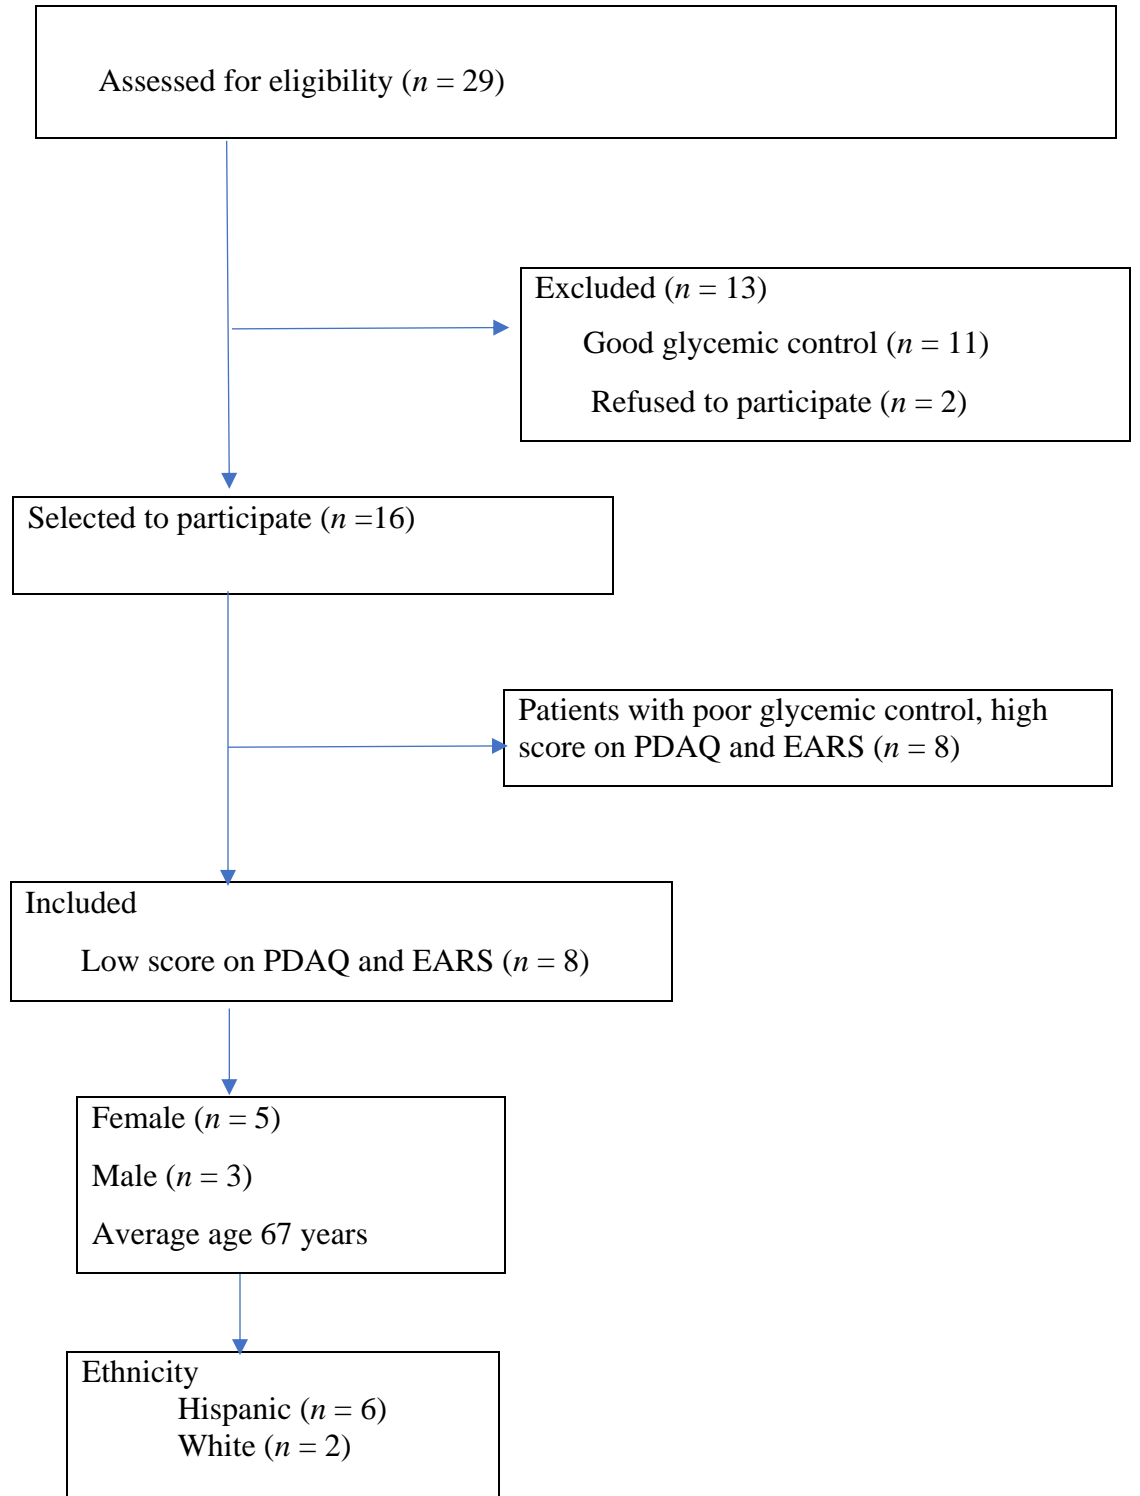 Assessed for eligibility (n = 29)
Excluded (n = 13)
Good glycemic control (n = 11)
Refused to participate (n = 2)
Selected to participate (n =16)
Patients with poor glycemic control, high
score on PDAQ and EARS (n = 8)
Included
Low score on PDAQ and EARS (n = 8)
Female (n = 5)
Male (n = 3)
Average age 67 years
Ethnicity
Hispanic (n = 6)
White (n = 2)